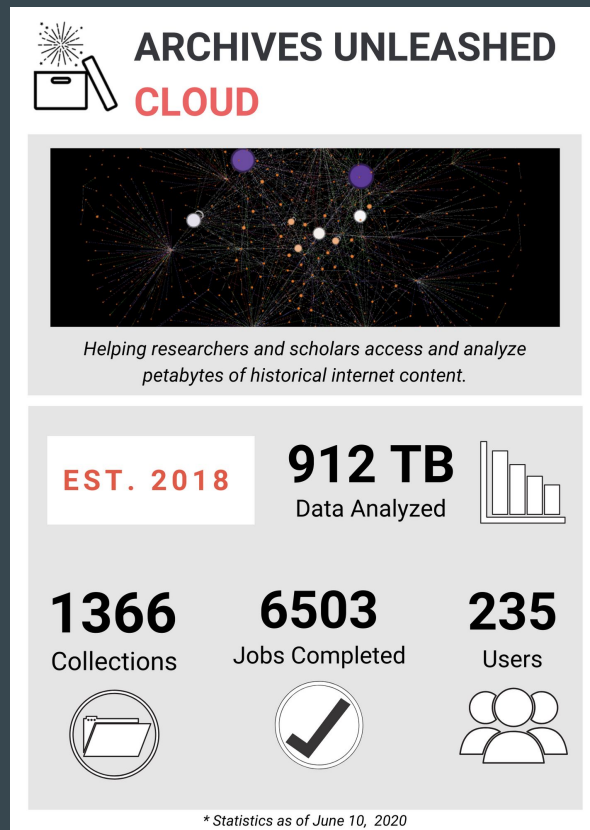 ARCHIVES UNLEASHED
CLOUD
Helping researchers and scholars access and analyze
petabytes of historical internet content.
EST. 2018
912 TB
Data Analyzed
1366
Collections
6503
Jobs Completed
235
Users
* Statistics as of June 10, 2020